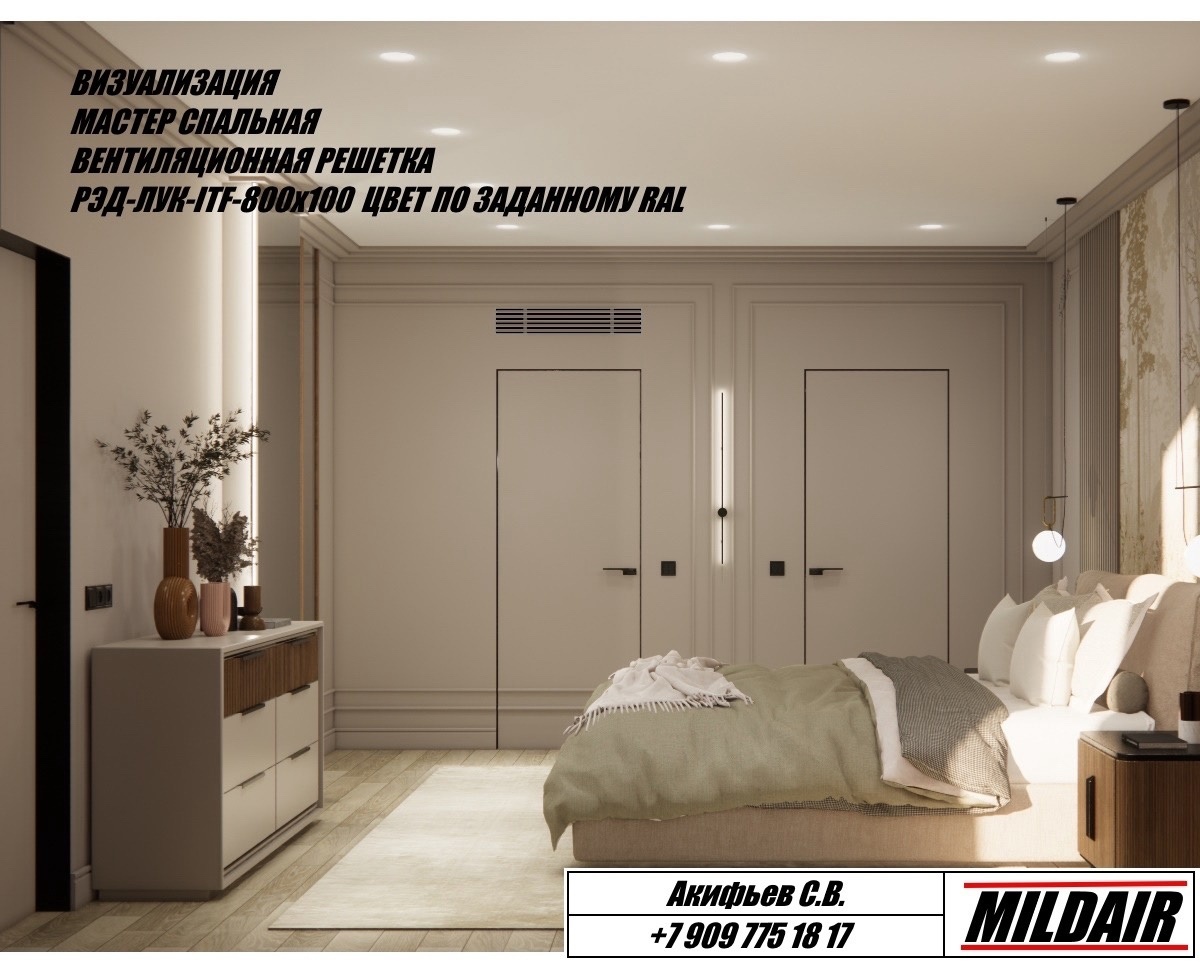 ВИЗУАЛИЗАЦИЯ
МАСТЕР СПАЛЬНАЯ
ВЕНТИЛЯЦИОННАЯ РЕШЕТКА
РЭД-ЛУК-ITF-800x100 ЦВЕТ ПО ЗАДАННОМУ RAL
Акифьев С.В.
+7 909 775 18 17
MILDAIR